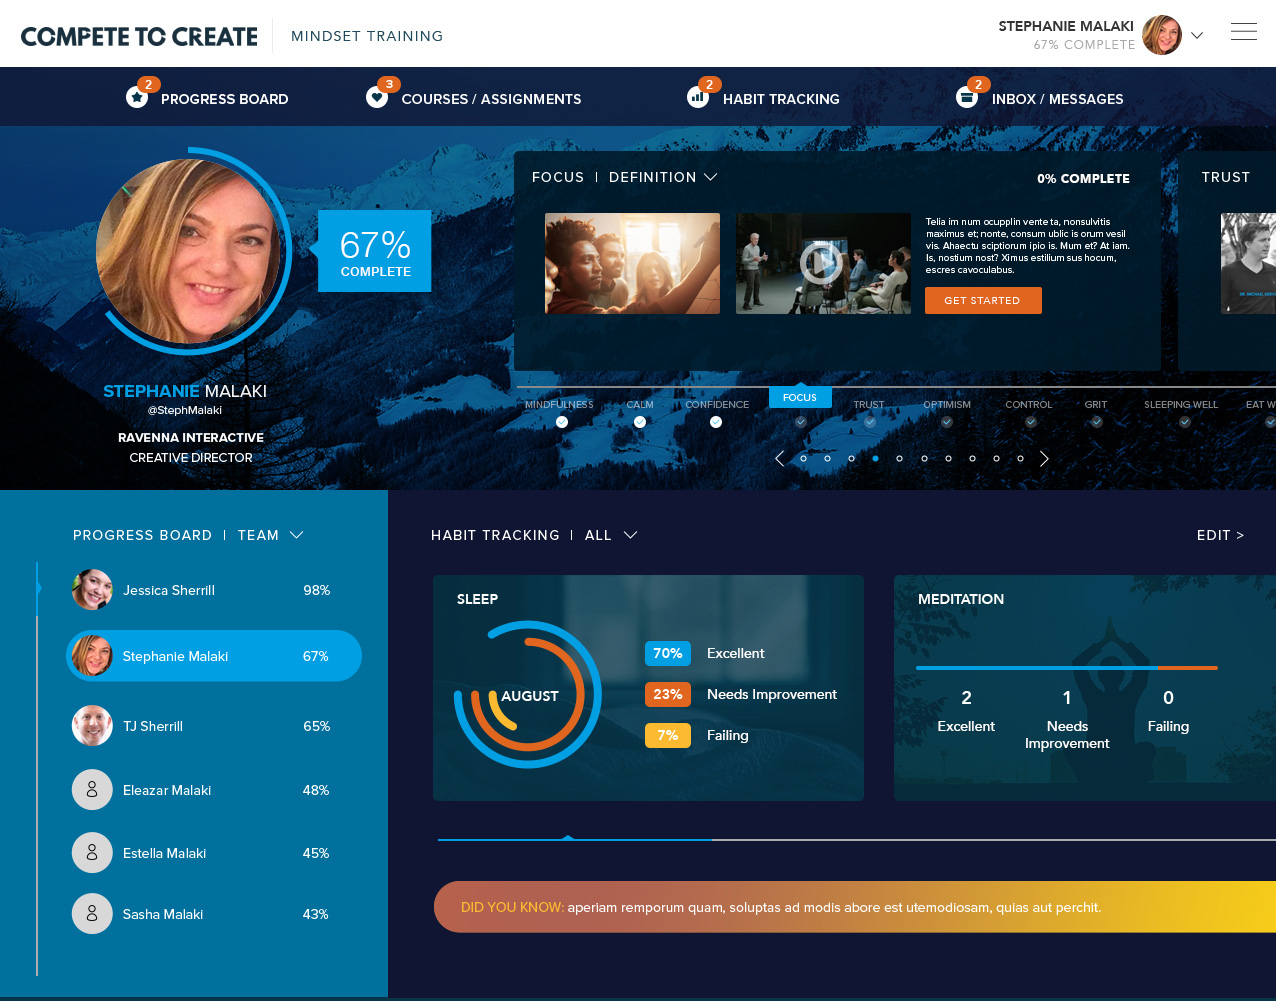 COMPETE TO CREATE
MINDSET TRAINING
STEPHANIE MALAKI
67% COMPLETE
2
PROGRESS BOARD
3
COURSES / ASSIGNMENTS
2
HABIT TRACKING
2
INBOX / MESSAGES
67%
COMPLETE
STEPHANIE MALAKI
@StephMalaki
RAVENNA INTERACTIVE
CREATIVE DIRECTOR
FOCUS | DEFINITION
0% COMPLETE
Telia im num ocupplin vente ta, nonsulvitis
maximus et; nonte, consum ublic is orum vesil
vis. Ahaectu sciptiorum ipio is. Mum et? At iam.
Is, nostium nost? Ximus estilium sus hocum,
escres cavoculabus.
GET STARTED
TRUST
MINDFULNESS
CALM
CONFIDENCE
FOCUS
TRUST
OPTIMISM
CONTROL
GRIT
SLEEPING WELL
EAT W
PROGRESS BOARD | TEAM
Jessica Sherrill 98%
Stephanie Malaki 67%
TJ Sherrill 65%
Eleazar Malaki 48%
Estella Malaki 45%
Sasha Malaki 43%
HABIT TRACKING | ALL
EDIT >
SLEEP
AUGUST
70% Excellent
23% Needs Improvement
7% Failing
MEDITATION
2
Excellent
1
Needs
Improvement
0
Failing
DID YOU KNOW: aperiam remporum quam, soluptas ad modis abore est utemodiosam, quias aut perchit.